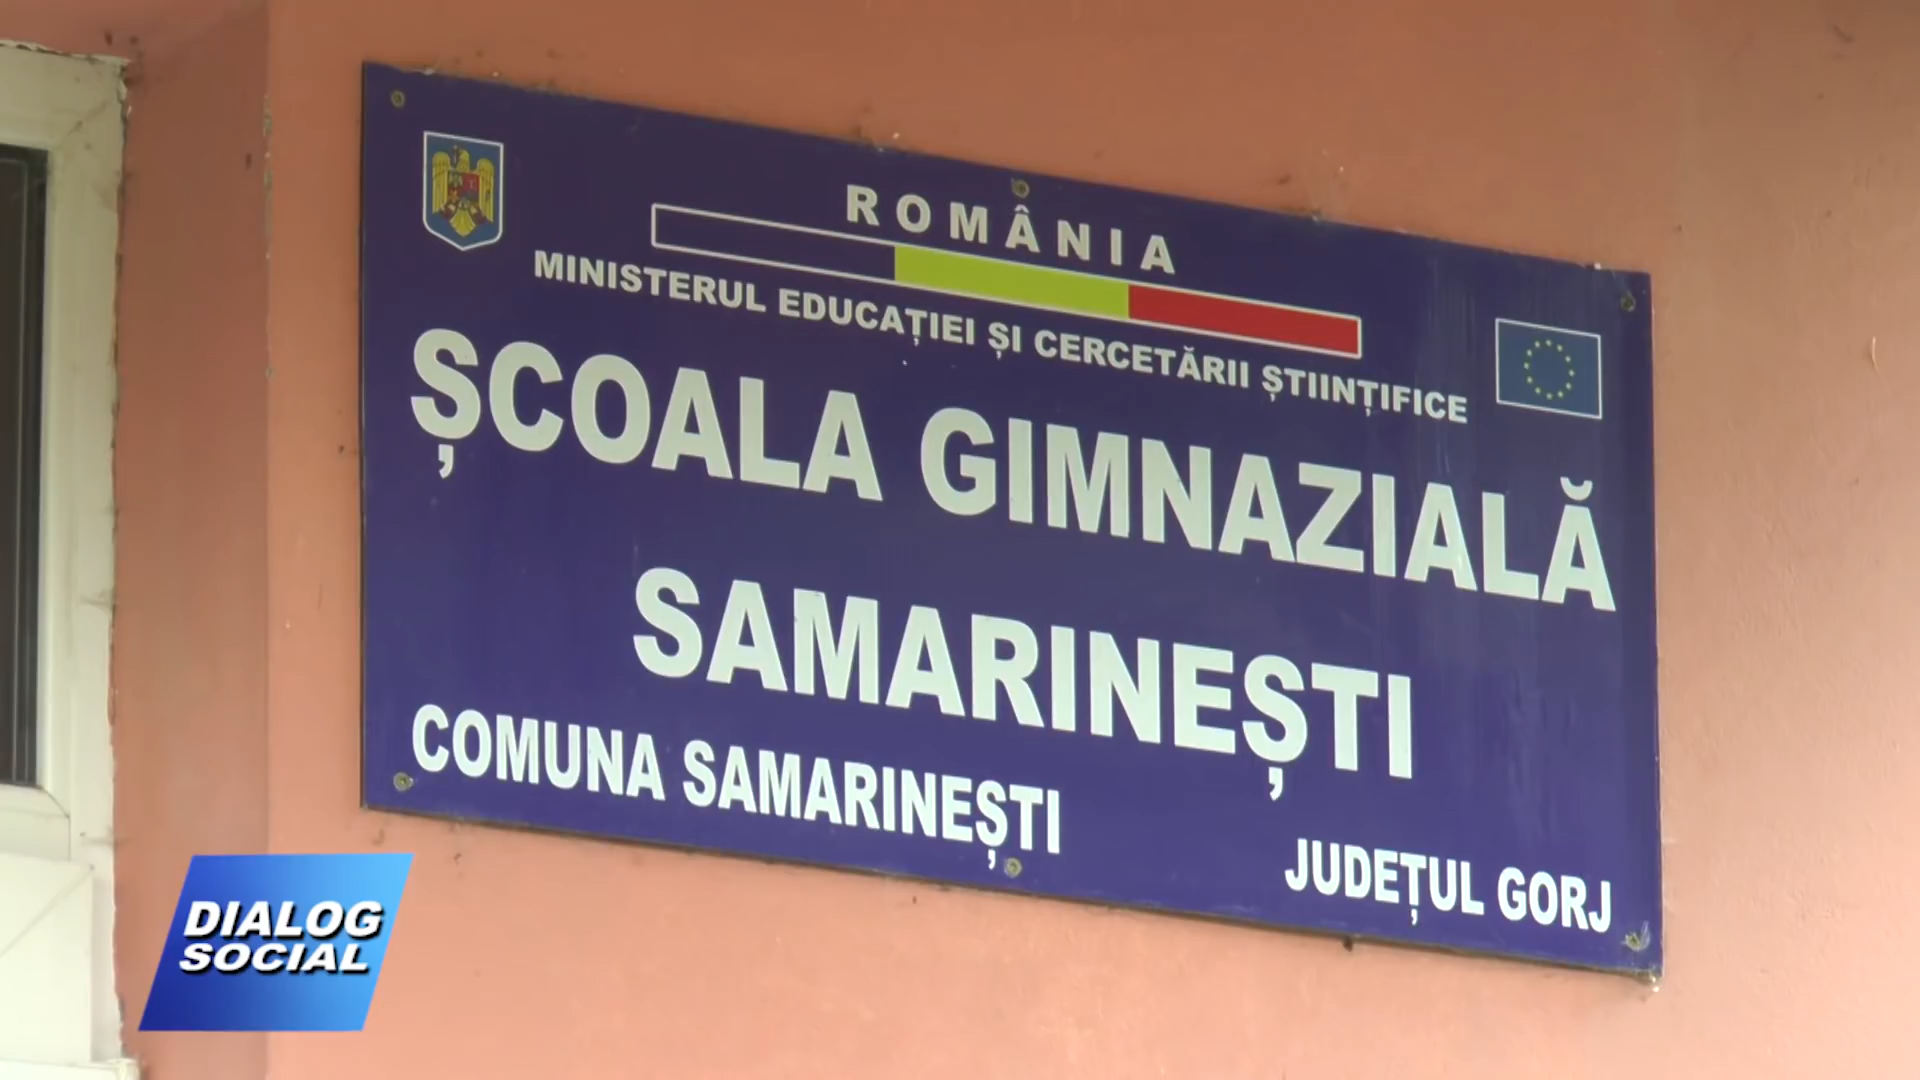 ROMÂNIA
MINISTERUL EDUCAȚIEI ȘI CERCETĂRII ȘTIINȚIFICE
ȘCOALA GIMNAZIALĂ
SAMARINEȘTI
COMUNA SAMARINEȘTI
JUDEȚUL GORJ
DIALOG
SOCIAL